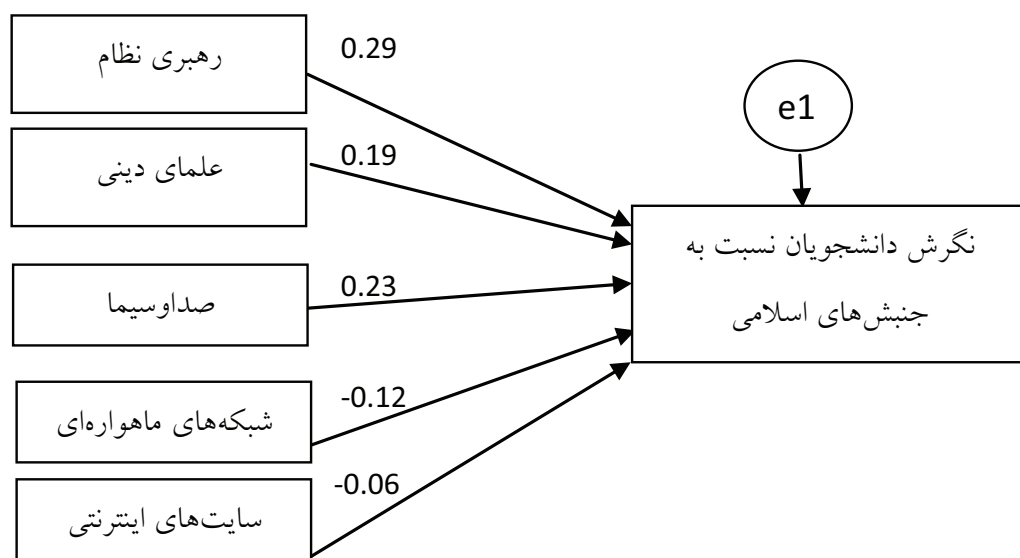 رهبری نظام
0.29
e1
علمای دینی
0.19
نگرش دانشجویان نسبت به
جنبش‌های اسلامی
صداوسیما
0.23
شبکه‌های ماهواره‌ای
-0.12
سایت‌های اینترنتی
-0.06